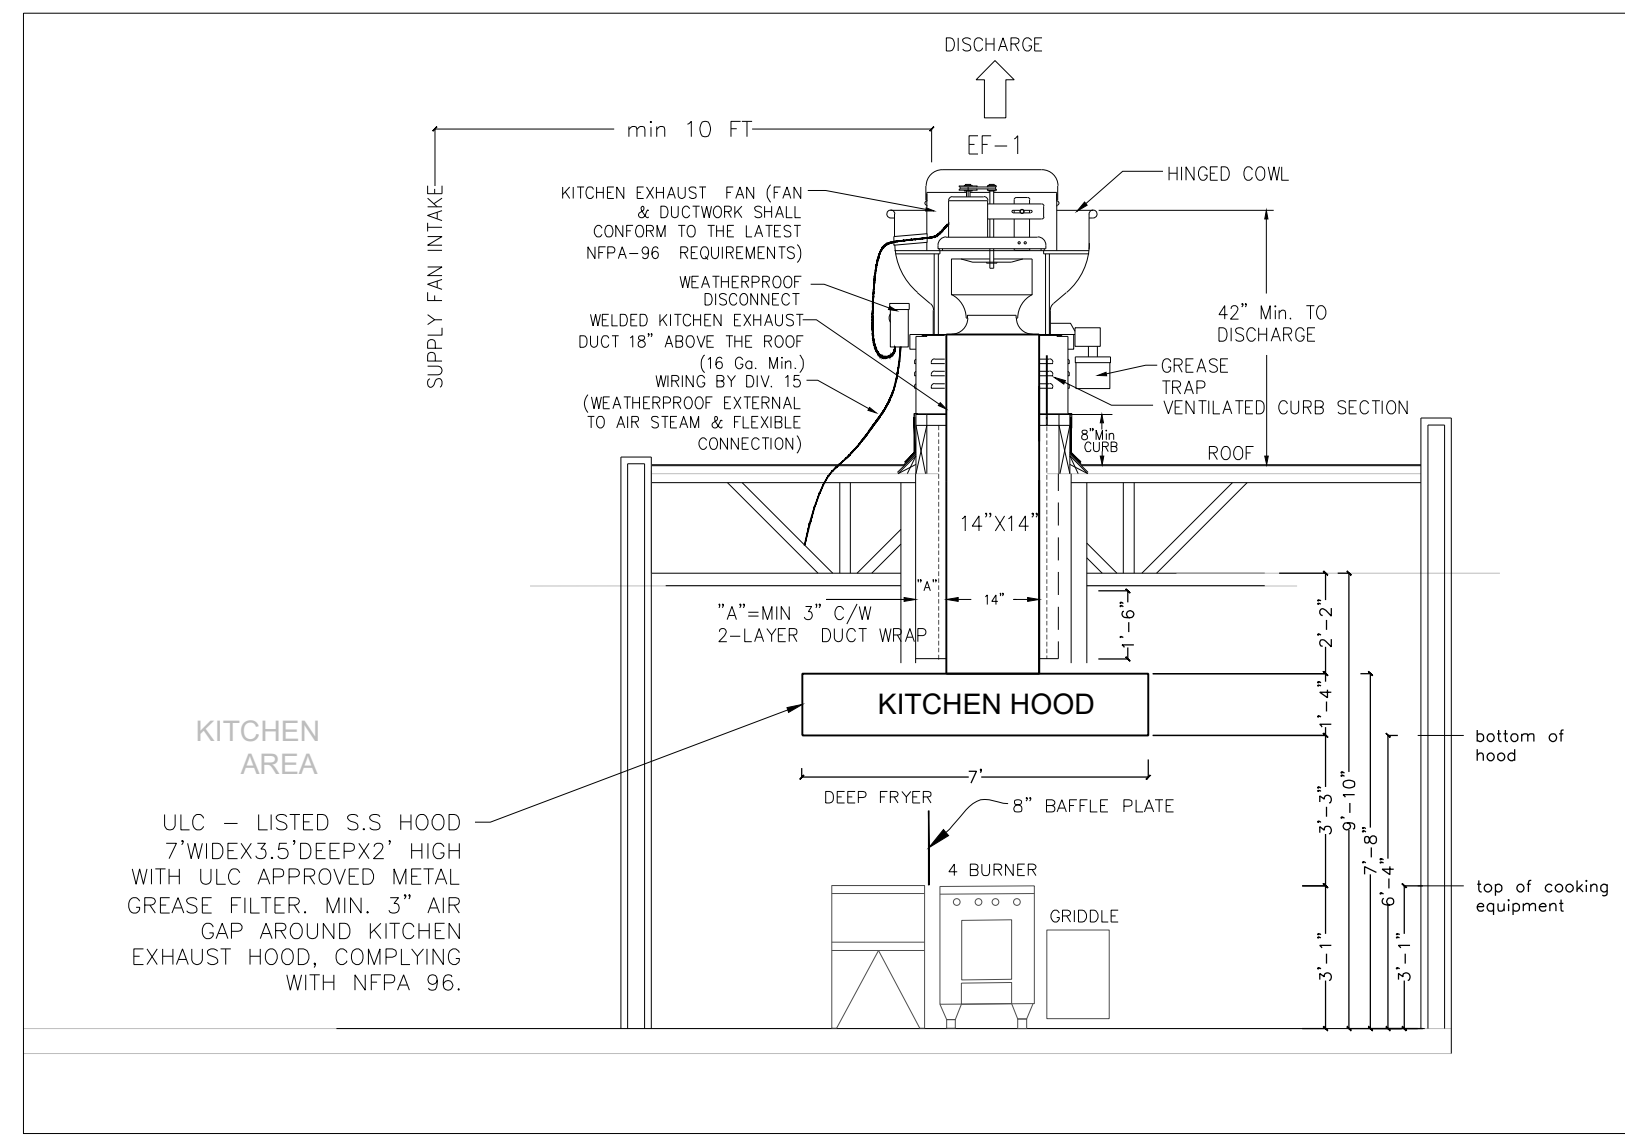 DISCHARGE
min 10 FT
EF-1
HINGED COWL
SUPPLY FAN INTAKE
KITCHEN EXHAUST FAN (FAN
& DUCTWORK SHALL
CONFORM TO THE LATEST
NFPA-96 REQUIREMENTS)
WEATHERPROOF
DISCONNECT
WELDED KITCHEN EXHAUST
DUCT 18" ABOVE THE ROOF
(16 Ga. Min.)
WIRING BY DIV. 15
(WEATHERPROOF EXTERNAL
TO AIR STEAM & FLEXIBLE
CONNECTION)
42" Min. TO
DISCHARGE
GREASE
TRAP
VENTILATED CURB SECTION
8"Min
CURB
ROOF
14"X14"
"A"
14"
"A"=MIN 3" C/W
2-LAYER DUCT WRAP
1'-6"
2'-2"
KITCHEN HOOD
1'-4"
KITCHEN
AREA
bottom of
hood
7'
DEEP FRYER
8" BAFFLE PLATE
3'-3"
9'-10"
7'-8"
6'-4"
ULC - LISTED S.S HOOD
7'WIDEX3.5'DEEPX2' HIGH
WITH ULC APPROVED METAL
GREASE FILTER. MIN. 3" AIR
GAP AROUND KITCHEN
EXHAUST HOOD, COMPLYING
WITH NFPA 96.
4 BURNER
GRIDDLE
top of cooking
equipment
3'-1"
3'-1"